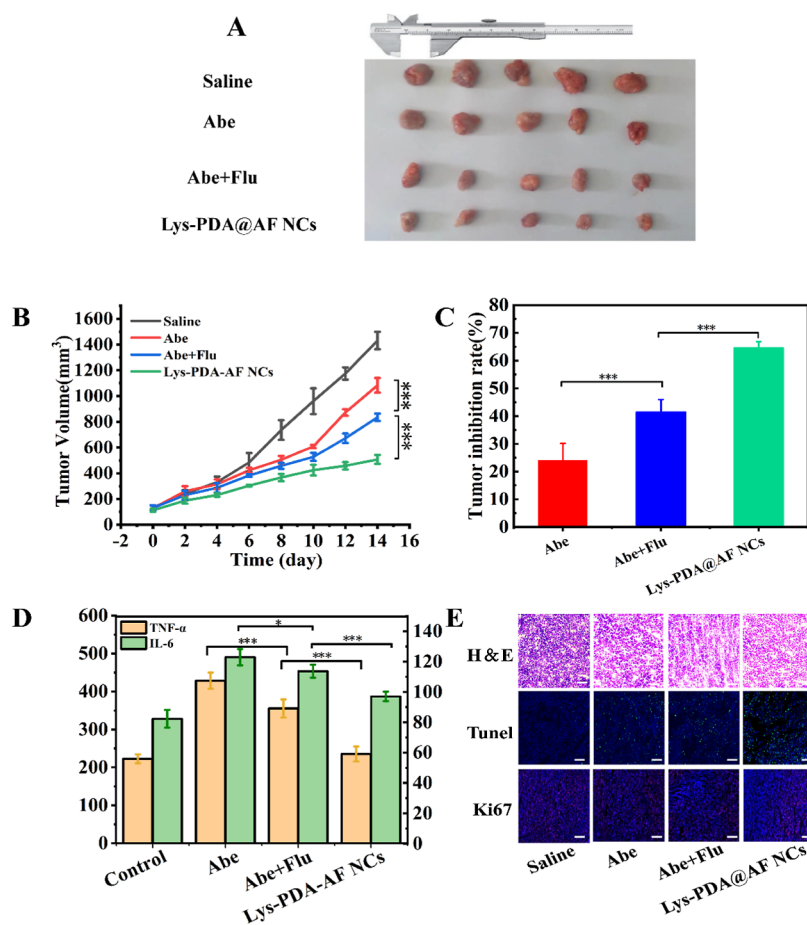 A
Saline
Abe
Abe+Flu
Lys-PDA@AF NCs
B
1600
1400
1200
1000
800
600
400
200
0
-2 0 2 4 6 8 10 12 14 16
Tumor Volume(mm³)
Time (day)
Saline
Abe
Abe+Flu
Lys-PDA-AF NCs
***
***
C
80
70
60
50
40
30
20
10
0
Tumor inhibition rate(%)
***
***
Abe
Abe+Flu
Lys-PDA@AF NCs
D
600
500
400
300
200
100
0
TNF-α
IL-6
*
***
***
***
140
120
100
80
60
40
20
0
Control
Abe
Abe+Flu
Lys-PDA-AF NCs
E
H&E
Tunel
Ki67
Saline
Abe
Abe+Flu
Lys-PDA@AF NCs